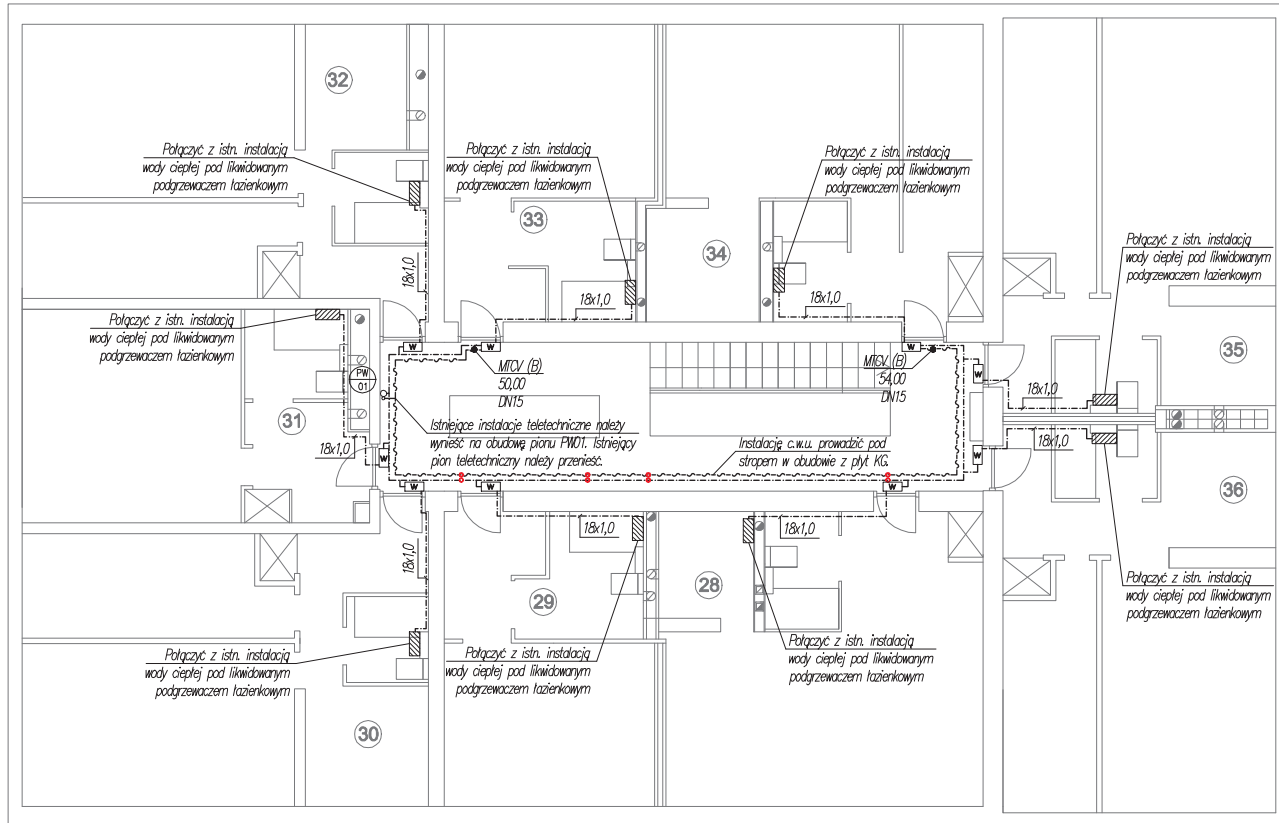 32
Połączyć z istn. instalacją
wody ciepłej pod likwidowanym
podgrzewaczem łazienkowym
Połączyć z istn. instalacją
wody ciepłej pod likwidowanym
podgrzewaczem łazienkowym
Połączyć z istn. instalacją
wody ciepłej pod likwidowanym
podgrzewaczem łazienkowym
33
34
Połączyć z istn. instalacją
wody ciepłej pod likwidowanym
podgrzewaczem łazienkowym
18x1,0
18x1,0
18x1,0
Połączyć z istn. instalacją
wody ciepłej pod likwidowanym
podgrzewaczem łazienkowym
W
W
W
35
MTCV (B)
50,00
DN15
MTCV (B)
54,00
DN15
W
PW
01
18x1,0
31
Istniejące instalacje teletechniczne należy
wynieść na obudowę pionu PW01. Istniejący
pion teletechniczny należy przenieść.
Instalację c.w.u. prowadzić pod
stropem w obudowie z płyt KG.
18x1,0
18x1,0
W
W
W
W
W
36
18x1,0
18x1,0
18x1,0
29
28
Połączyć z istn. instalacją
wody ciepłej pod likwidowanym
podgrzewaczem łazienkowym
Połączyć z istn. instalacją
wody ciepłej pod likwidowanym
podgrzewaczem łazienkowym
Połączyć z istn. instalacją
wody ciepłej pod likwidowanym
podgrzewaczem łazienkowym
Połączyć z istn. instalacją
wody ciepłej pod likwidowanym
podgrzewaczem łazienkowym
30